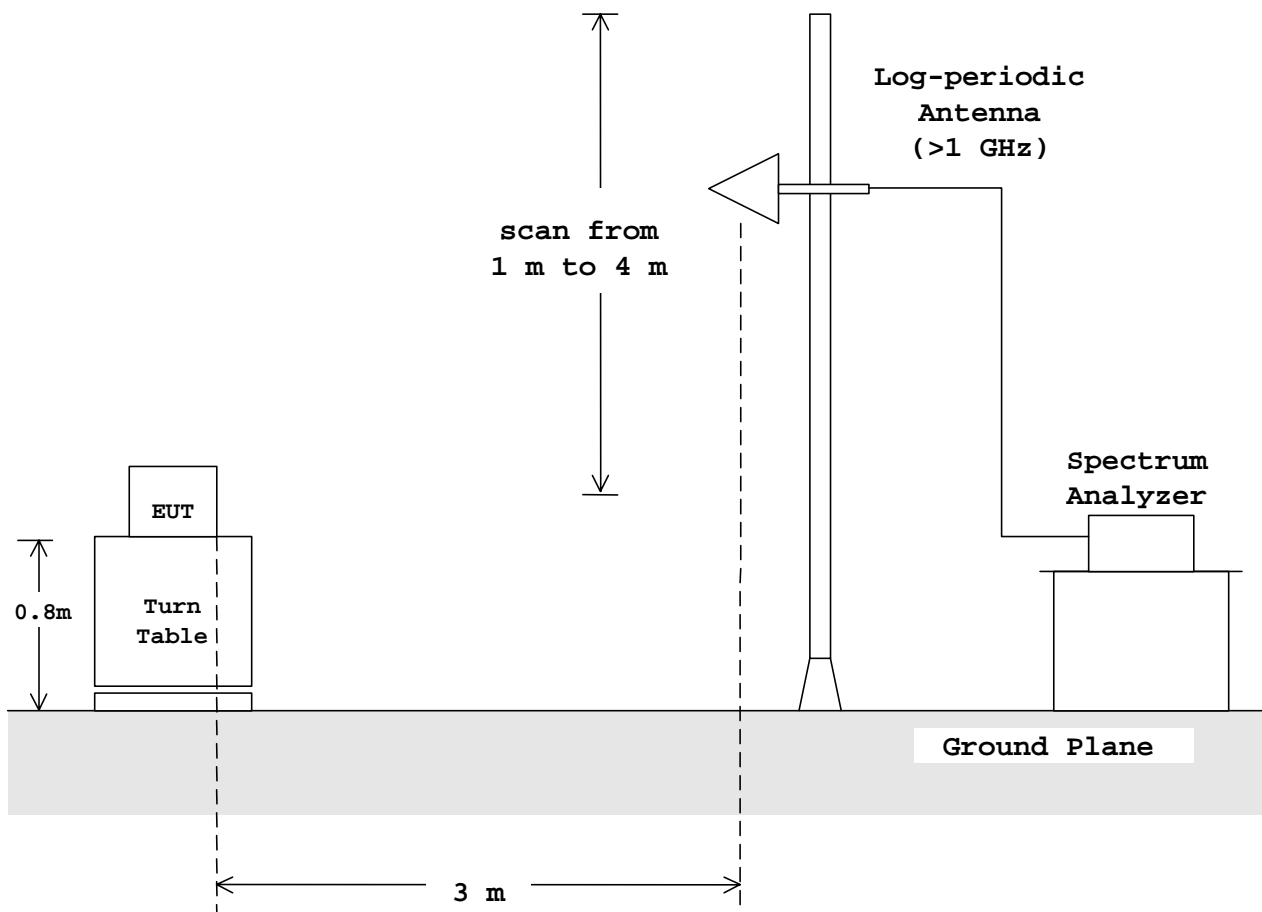 Log-periodic
Antenna
(>1 GHz)
scan from
1 m to 4 m
Spectrum
Analyzer
EUT
0.8m
Turn
Table
Ground Plane
3 m